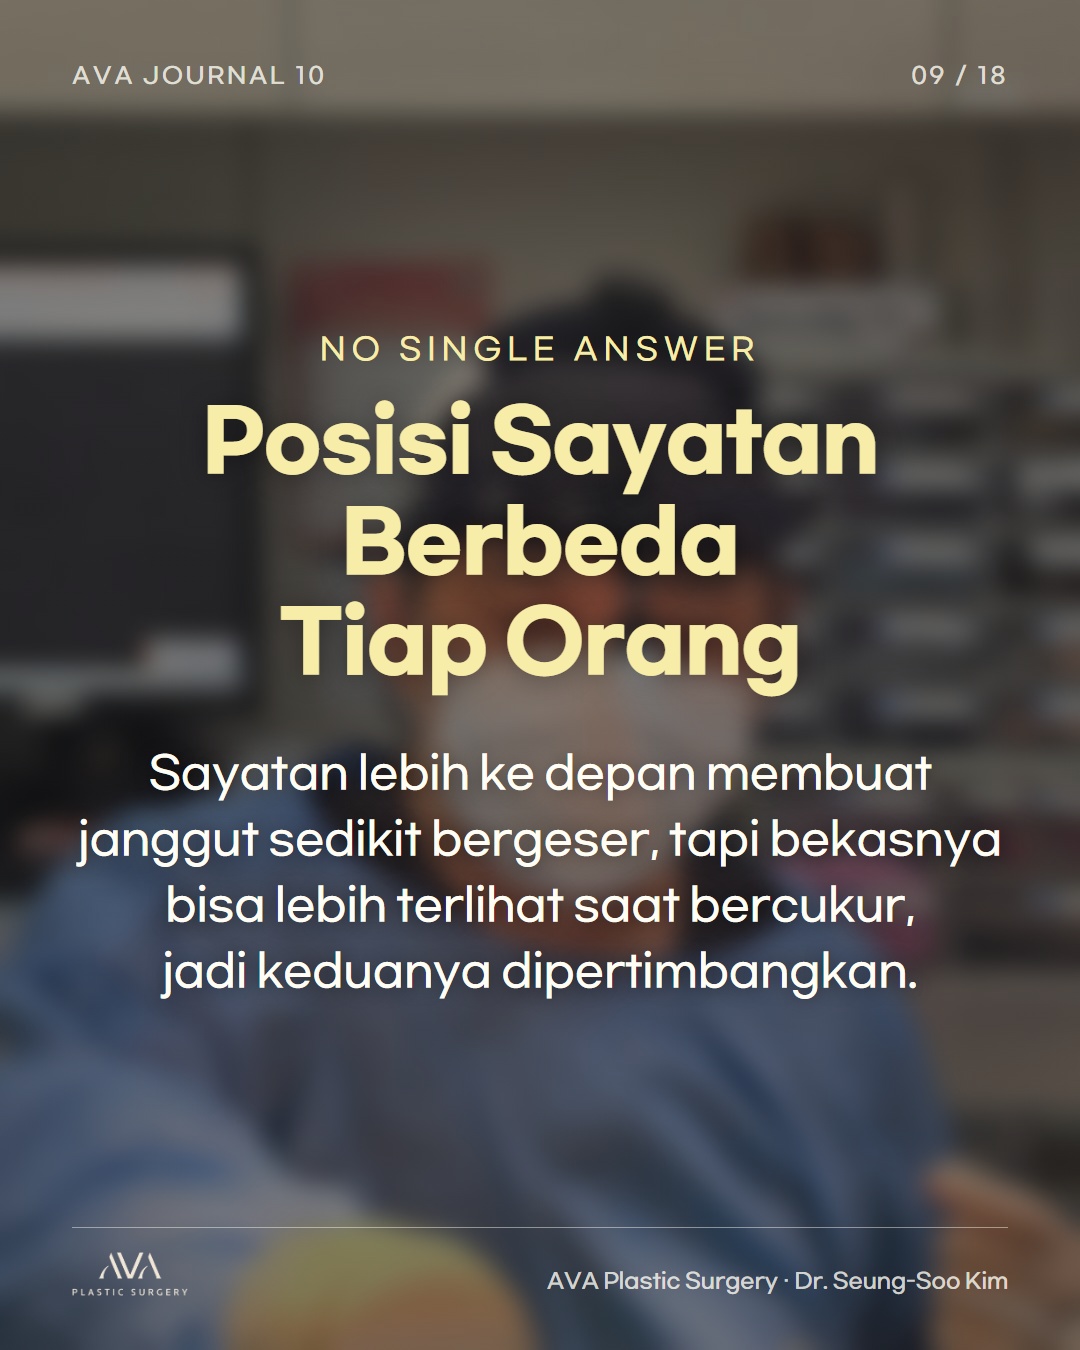 AVA JOURNAL 10
09 / 18
NO SINGLE ANSWER
Posisi Sayatan
Berbeda
Tiap Orang
Sayatan lebih ke depan membuat
janggut sedikit bergeser, tapi bekasnya
bisa lebih terlihat saat bercukur,
jadi keduanya dipertimbangkan.
AVA
PLASTIC SURGERY
AVA Plastic Surgery · Dr. Seung-Soo Kim